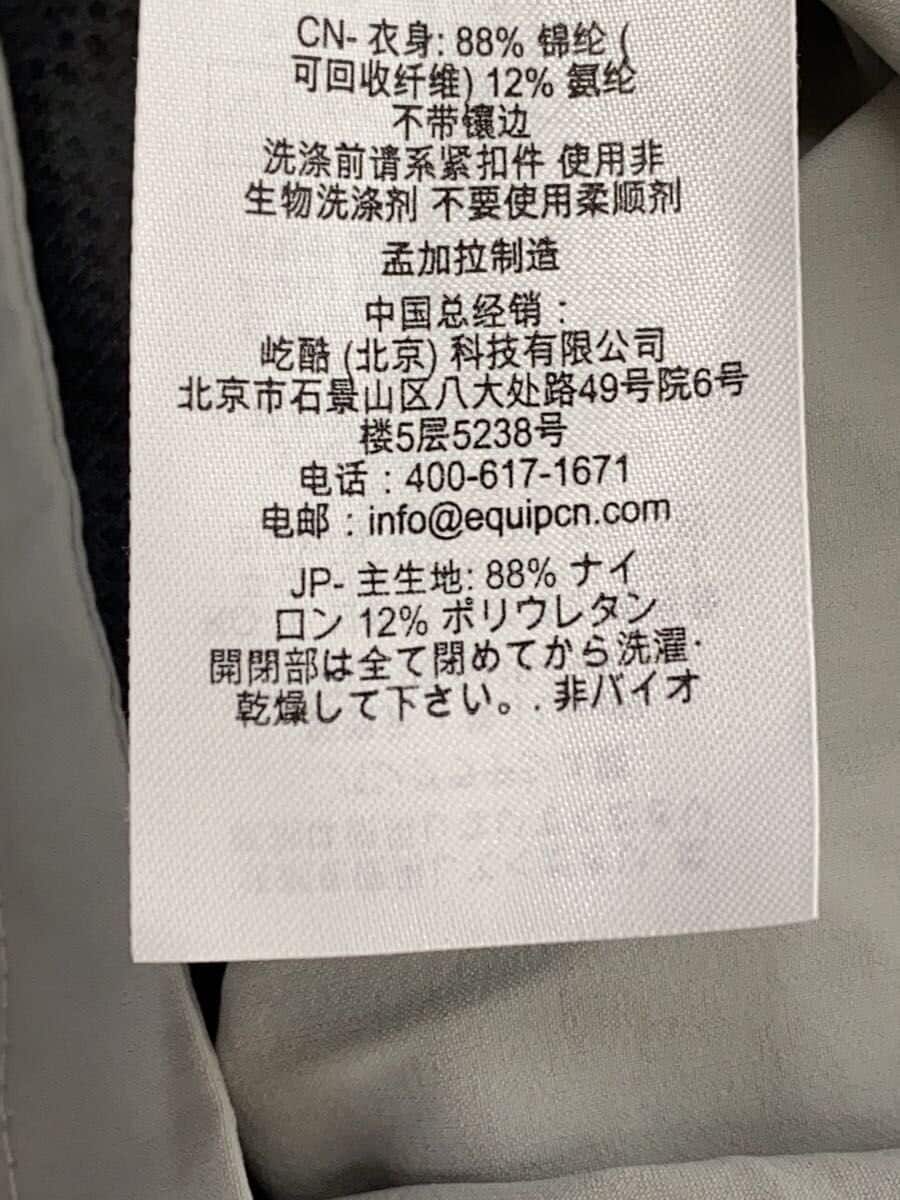 CN- 衣身: 88% 锦纶 (
可回收纤维) 12% 氨纶
不带镶边
洗涤前请系紧扣件 使用非
生物洗涤剂 不要使用柔顺剂
孟加拉制造
中国总经销：
屹酷 (北京) 科技有限公司
北京市石景山区八大处路49号院6号
楼5层5238号
电话：400-617-1671
电邮：info@equipcn.com
JP- 主生地: 88% ナイ
ロン 12% ポリウレタン
開閉部は全て閉めてから洗濯·
乾燥して下さい。. 非バイオ